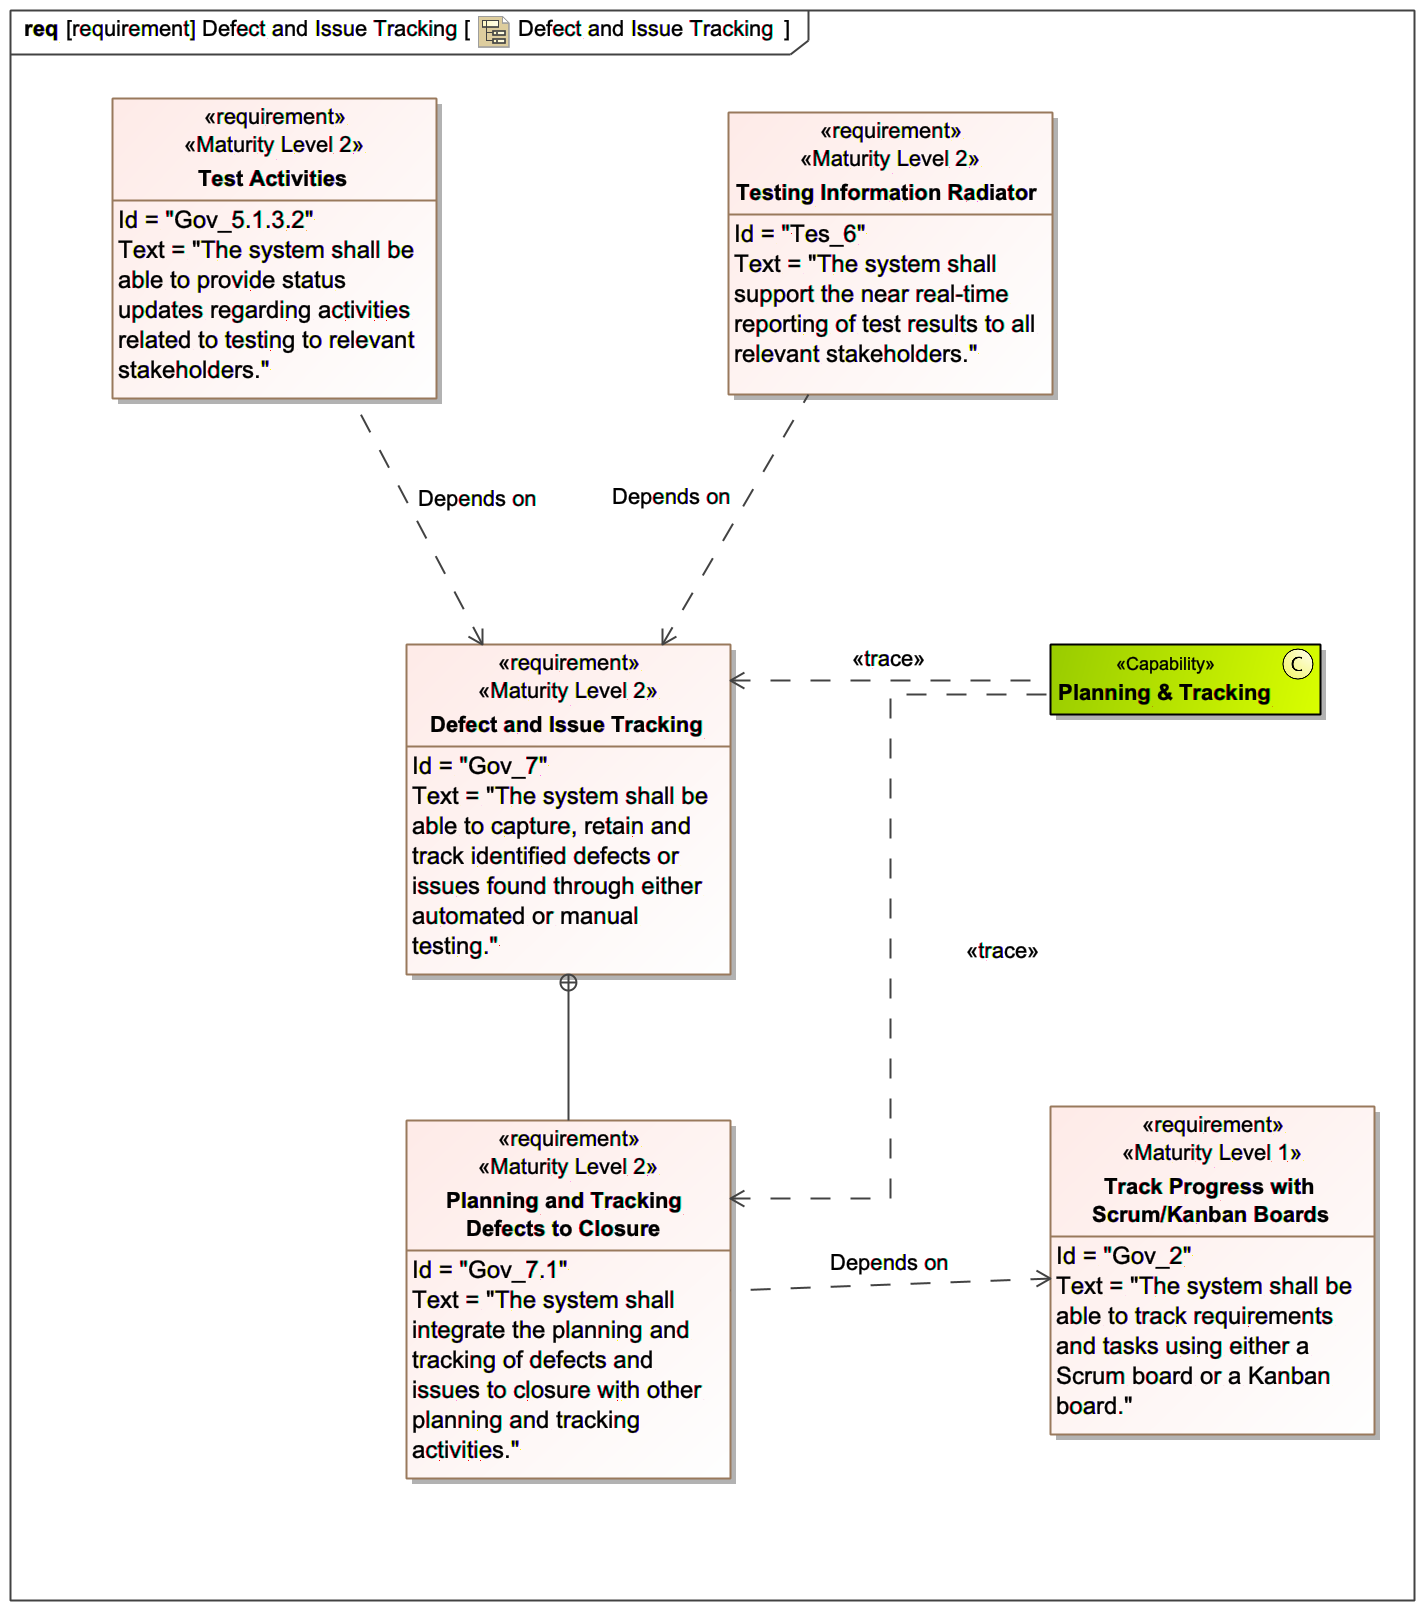 req [requirement] Defect and Issue Tracking [ Defect and Issue Tracking ]
«requirement»
«Maturity Level 2»
Test Activities
Id = "Gov_5.1.3.2"
Text = "The system shall be
able to provide status
updates regarding activities
related to testing to relevant
stakeholders."
«requirement»
«Maturity Level 2»
Testing Information Radiator
Id = "Tes_6"
Text = "The system shall
support the near real-time
reporting of test results to all
relevant stakeholders."
Depends on
Depends on
«requirement»
«Maturity Level 2»
Defect and Issue Tracking
Id = "Gov_7"
Text = "The system shall be
able to capture, retain and
track identified defects or
issues found through either
automated or manual
testing."
«trace»
«Capability»
C
Planning & Tracking
«trace»
«requirement»
«Maturity Level 2»
Planning and Tracking
Defects to Closure
Id = "Gov_7.1"
Text = "The system shall
integrate the planning and
tracking of defects and
issues to closure with other
planning and tracking
activities."
Depends on
«requirement»
«Maturity Level 1»
Track Progress with
Scrum/Kanban Boards
Id = "Gov_2"
Text = "The system shall be
able to track requirements
and tasks using either a
Scrum board or a Kanban
board."